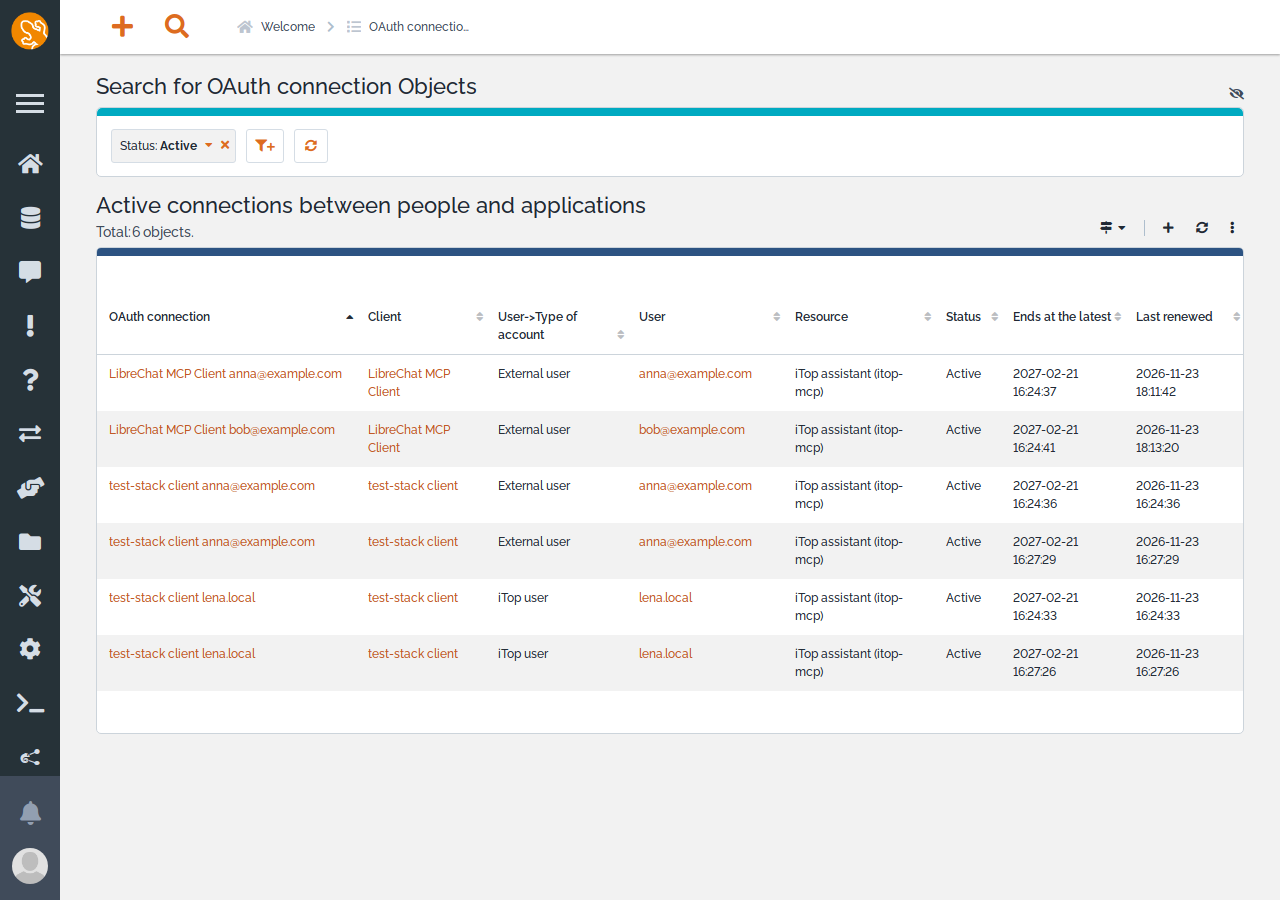 Welcome
OAuth connectio…
Search for OAuth connection Objects
Status: Active
Active connections between people and applications
Total: 6 objects.
OAuth connection Client User->Type of account User Resource Status Ends at the latest Last renewed
LibreChat MCP Client anna@example.com LibreChat MCP Client External user anna@example.com iTop assistant (itop-mcp) Active 2027-02-21 16:24:37 2026-11-23 18:11:42
LibreChat MCP Client bob@example.com LibreChat MCP Client External user bob@example.com iTop assistant (itop-mcp) Active 2027-02-21 16:24:41 2026-11-23 18:13:20
test-stack client anna@example.com test-stack client External user anna@example.com iTop assistant (itop-mcp) Active 2027-02-21 16:24:36 2026-11-23 16:24:36
test-stack client anna@example.com test-stack client External user anna@example.com iTop assistant (itop-mcp) Active 2027-02-21 16:27:29 2026-11-23 16:27:29
test-stack client lena.local test-stack client iTop user lena.local iTop assistant (itop-mcp) Active 2027-02-21 16:24:33 2026-11-23 16:24:33
test-stack client lena.local test-stack client iTop user lena.local iTop assistant (itop-mcp) Active 2027-02-21 16:27:26 2026-11-23 16:27:26